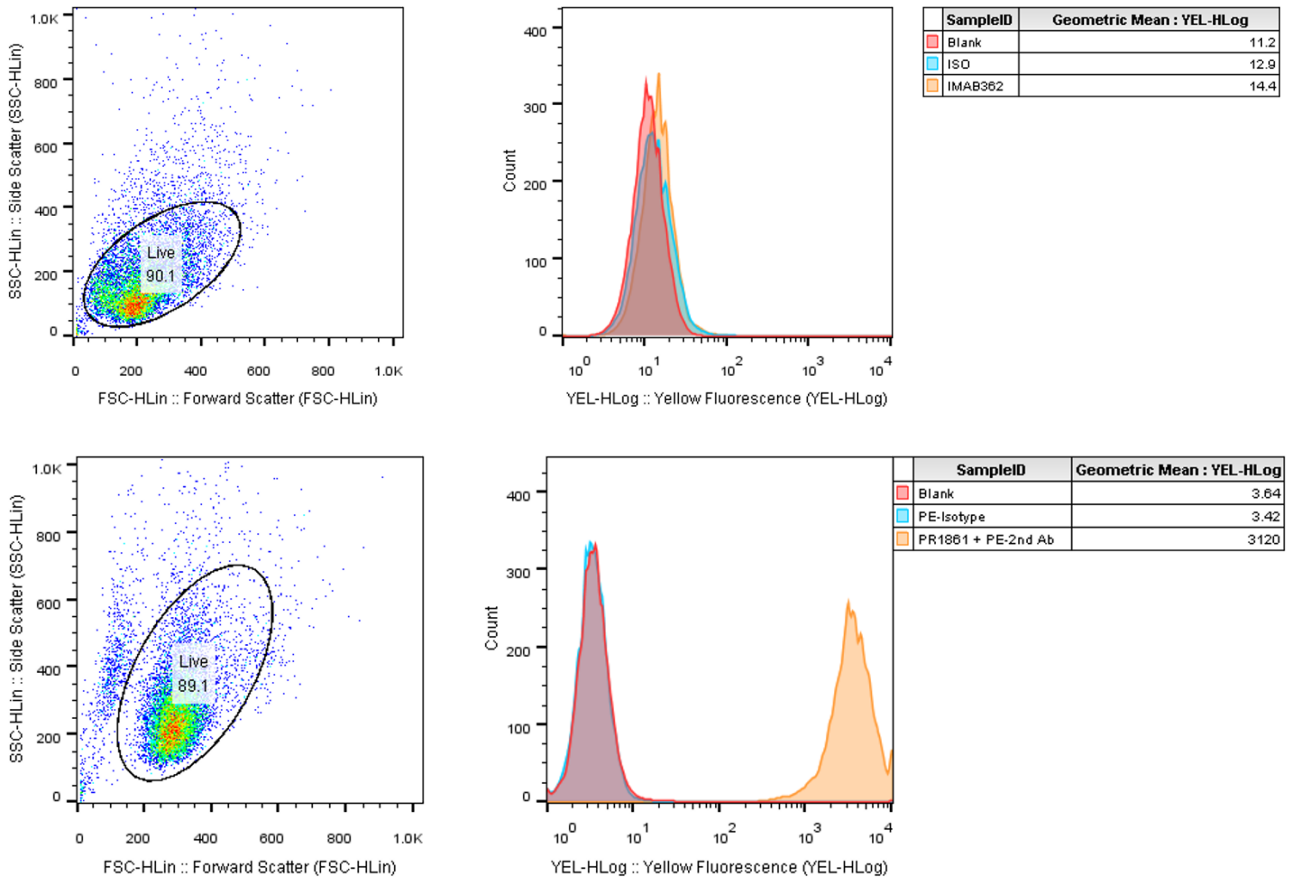 1.0K
800
600
400
200
0
SSC-HLin :: Side Scatter (SSC-HLin)
Live
90.1
0 200 400 600 800 1.0K
FSC-HLin :: Forward Scatter (FSC-HLin)
400
300
200
100
0
Count
10^0 10^1 10^2 10^3 10^4
YEL-HLog :: Yellow Fluorescence (YEL-HLog)
SampleID Geometric Mean : YEL-HLog
Blank 11.2
ISO 12.9
IMAB362 14.4
1.0K
800
600
400
200
0
SSC-HLin :: Side Scatter (SSC-HLin)
Live
89.1
0 200 400 600 800 1.0K
FSC-HLin :: Forward Scatter (FSC-HLin)
400
300
200
100
0
Count
10^0 10^1 10^2 10^3 10^4
YEL-HLog :: Yellow Fluorescence (YEL-HLog)
SampleID Geometric Mean : YEL-HLog
Blank 3.64
PE-Isotype 3.42
PR1861 + PE-2nd Ab 3120